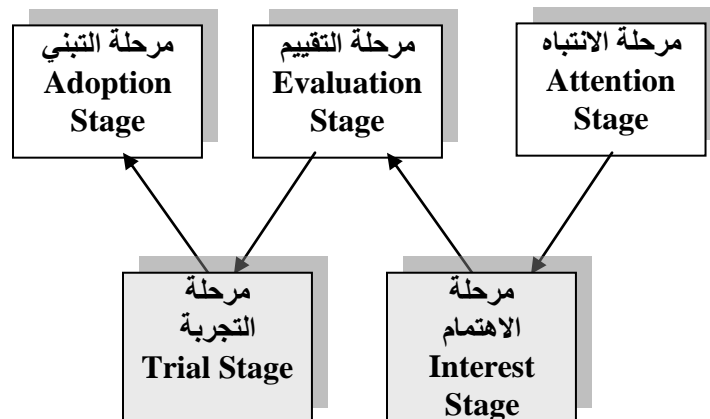 مرحلة الانتباه
Attention
Stage
مرحلة التقييم
Evaluation
Stage
مرحلة التبني
Adoption
Stage
مرحلة
الاهتمام
Interest
Stage
مرحلة
التجربة
Trial Stage